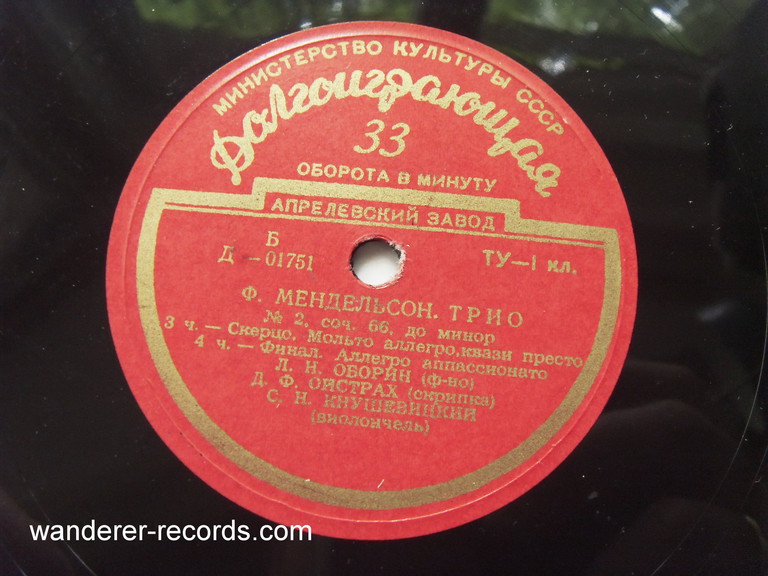 МИНИСТЕРСТВО КУЛЬТУРЫ СССР
Долгоиграющая
33
ОБОРОТА В МИНУТУ
АПРЕЛЕВСКИЙ ЗАВОД
Б
Д –01751
ТУ—I кл.
Ф. МЕНДЕЛЬСОН. ТРИО
№ 2, соч. 66, до минор
3 ч. — Скерцо. Мольто аллегро,квази престо
4 ч. — Финал. Аллегро аппассионато
Л. Н. ОБОРИН (ф-но)
Д. Ф. ОЙСТРАХ (скрипка)
С. Н. КНУШЕВИЦКИЙ
(виолончель)
wanderer-records.com